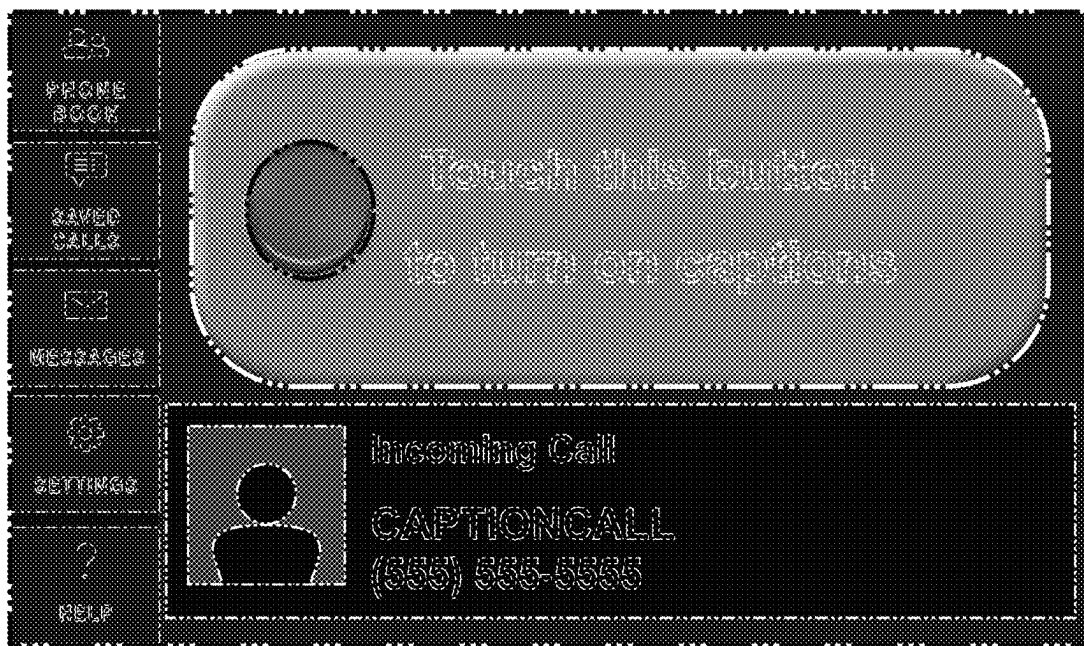 PHONE
BOOK
SAVED
CALLS
MESSAGES
SETTINGS
HELP
Touch this button
to turn on captions
Incoming Call
CAPTIONCALL
(555) 555-5555